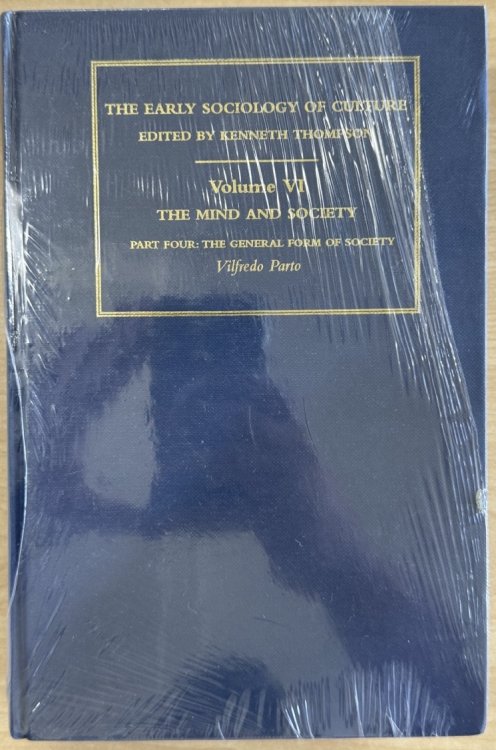 THE EARLY SOCIOLOGY OF CULTURE
EDITED BY KENNETH THOMPSON
Volume VI
THE MIND AND SOCIETY
PART FOUR: THE GENERAL FORM OF SOCIETY
Vilfredo Parto